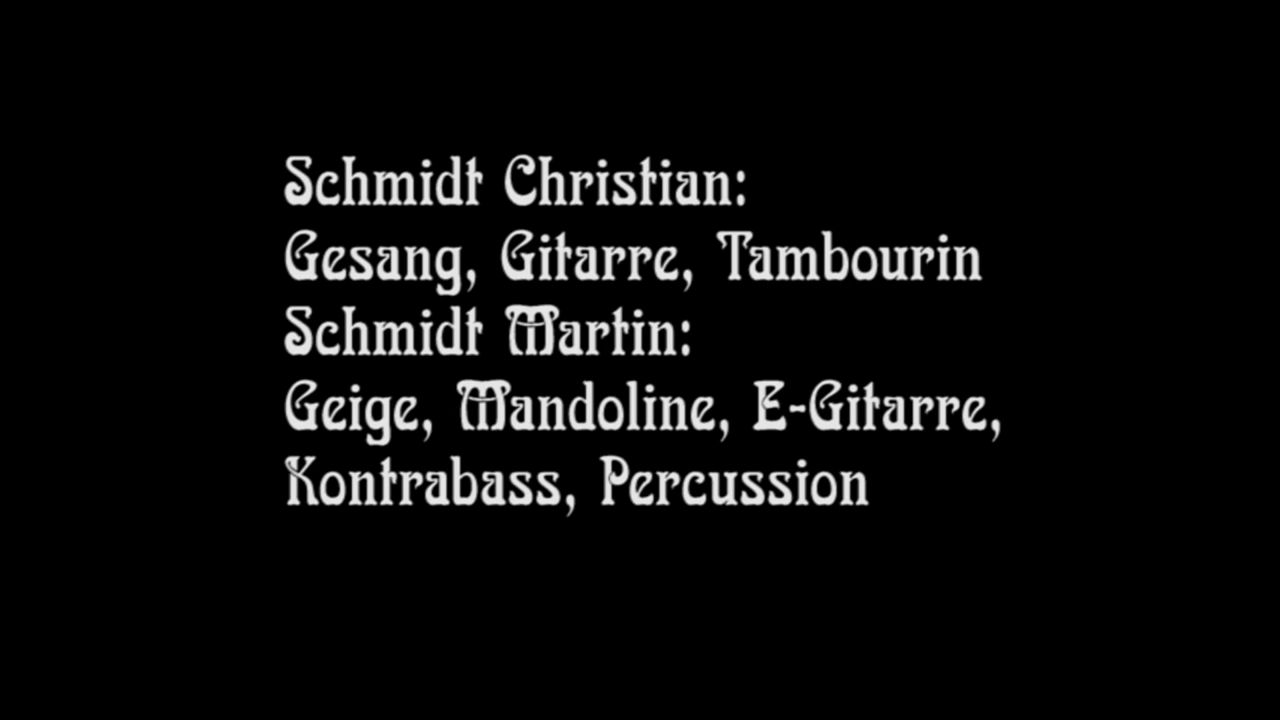 Schmidt Christian:
Gesang, Gitarre, Tambourin
Schmidt Martin:
Geige, Mandoline, E-Gitarre,
Kontrabass, Percussion